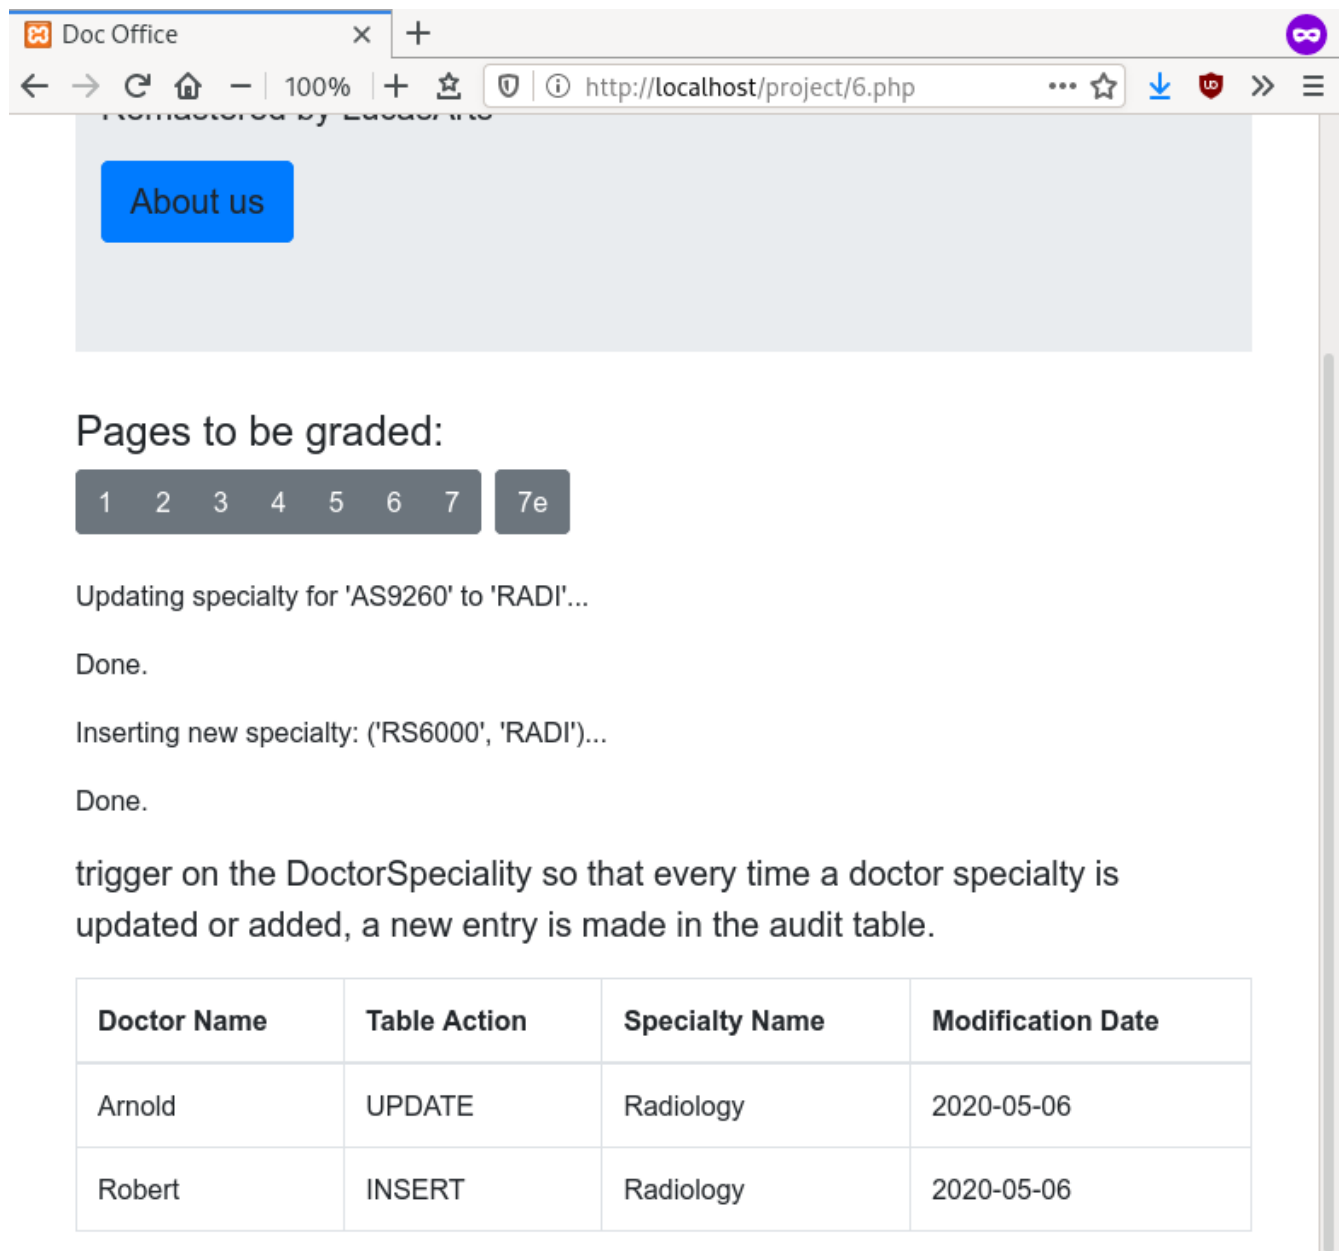 Doc Office
100%
http://localhost/project/6.php
Remastered by LucasArts
About us
Pages to be graded:
1 2 3 4 5 6 7 7e
Updating specialty for 'AS9260' to 'RADI'...
Done.
Inserting new specialty: ('RS6000', 'RADI')...
Done.
trigger on the DoctorSpeciality so that every time a doctor specialty is
updated or added, a new entry is made in the audit table.
Doctor Name Table Action Specialty Name Modification Date
Arnold UPDATE Radiology 2020-05-06
Robert INSERT Radiology 2020-05-06